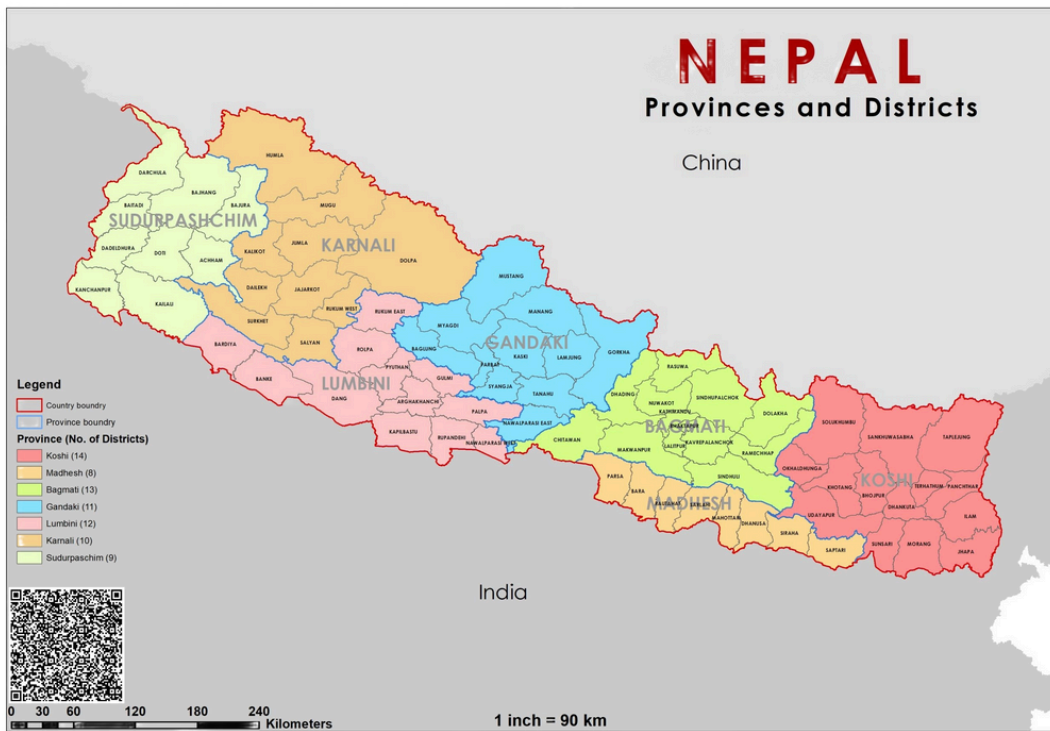 NEPAL
Provinces and Districts
China
HUMLA
DARCHULA
BAJHANG
BAITADI
BAJURA
MUGU
SUDURPASHCHIM
DADELDHURA
DOTI
ACHHAM
KALIKOT
JUMLA
KARNALI
DOLPA
KANCHANPUR
KAILALI
DAILEKH
JAJARKOT
RUKUM WEST
SURKHET
SALYAN
MUSTANG
MANANG
MYAGDI
GANDAKI
BAGLUNG
PARBAT
KASKI
LAMJUNG
GORKHA
SYANGJA
TANAHU
NAWALPARASI EAST
RUKUM EAST
BARDIYA
ROLPA
PYUTHAN
GULMI
BANKE
LUMBINI
DANG
ARGHAKHANCHI
PALPA
KAPILBASTU
RUPANDEHI
NAWALPARASI WEST
RASUWA
DHADING
NUWAKOT
SINDHUPALCHOK
KATHMANDU
DOLAKHA
BHAKTAPUR
BAGMATI
LALITPUR
KAVREPALANCHOK
CHITAWAN
MAKWANPUR
RAMECHHAP
SINDHULI
PARSA
BARA
RAUTAHAT
SARLAHI
MADHESH
MAHOTTARI
DHANUSA
SIRAHA
SAPTARI
SOLUKHUMBU
SANKHUWASABHA
TAPLEJUNG
OKHALDHUNGA
KHOTANG
KOSHI
BHOJPUR
TERHATHUM
PANCHTHAR
DHANKUTA
UDAYAPUR
ILAM
SUNSARI
MORANG
JHAPA
India
Legend
Country boundry
Province boundry
Province (No. of Districts)
Koshi (14)
Madhesh (8)
Bagmati (13)
Gandaki (11)
Lumbini (12)
Karnali (10)
Sudurpaschim (9)
0 30 60 120 180 240
Kilometers
1 inch = 90 km